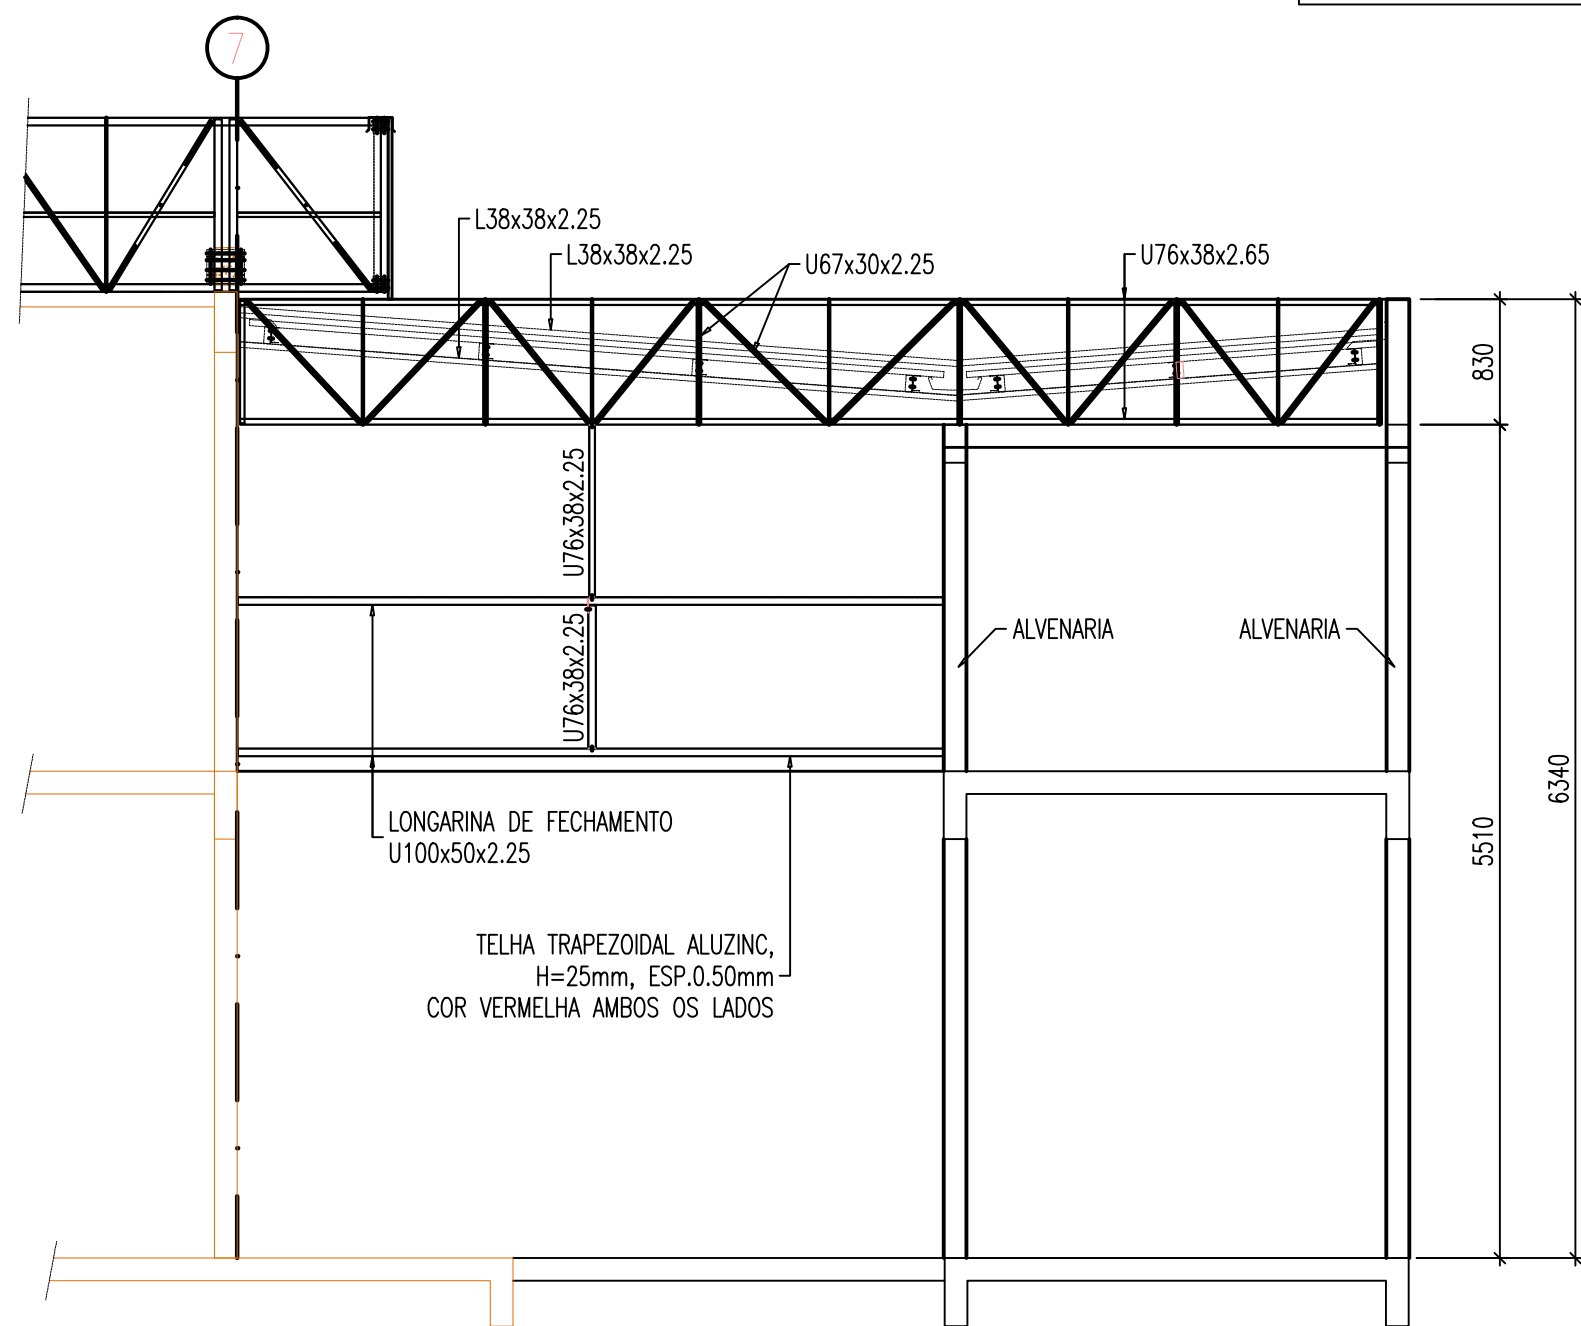 7
L38x38x2.25
L38x38x2.25
U67x30x2.25
U76x38x2.65
830
U76x38x2.25
U76x38x2.25
ALVENARIA
ALVENARIA
6340
5510
LONGARINA DE FECHAMENTO
U100x50x2.25
TELHA TRAPEZOIDAL ALUZINC,
H=25mm, ESP.0.50mm
COR VERMELHA AMBOS OS LADOS